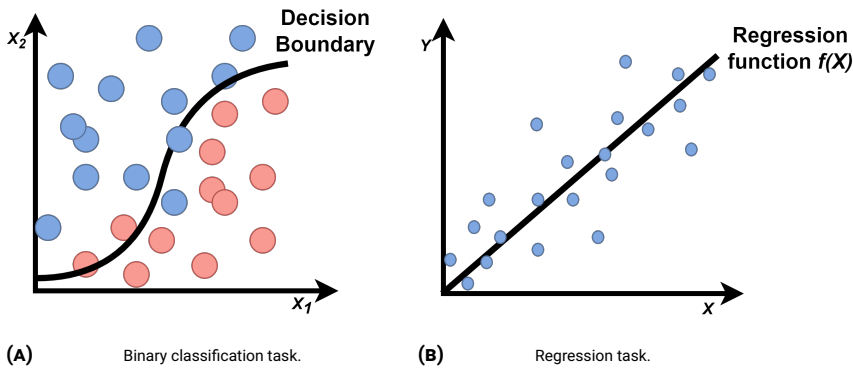 X2
Decision
Boundary
X1
(A) Binary classification task.
Y
Regression
function f(X)
X
(B) Regression task.